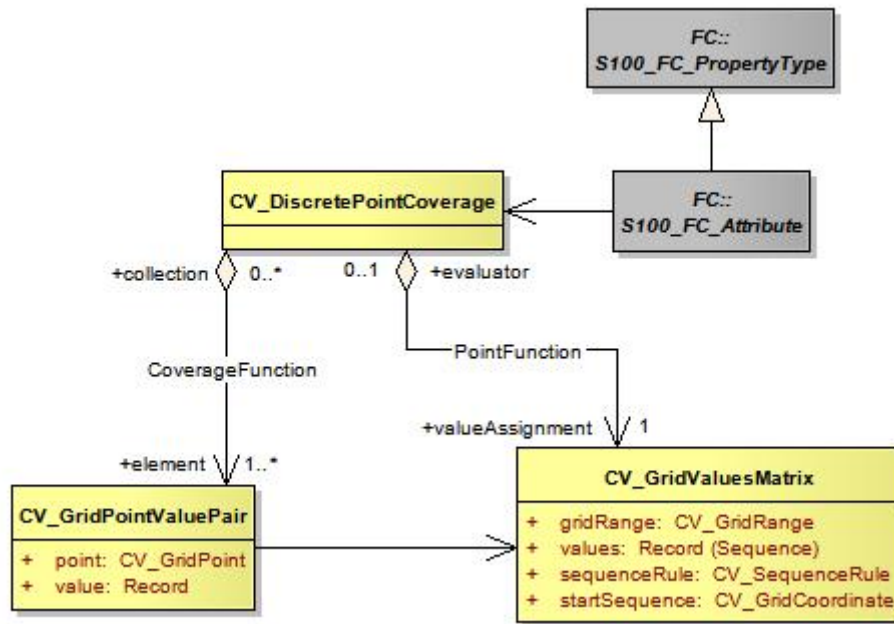 FC::
S100_FC_PropertyType
CV_DiscretePointCoverage
FC::
S100_FC_Attribute
+collection 0..*
0..1 +evaluator
CoverageFunction
PointFunction
+valueAssignment 1
+element 1..*
CV_GridPointValuePair
+ point: CV_GridPoint
+ value: Record
CV_GridValuesMatrix
+ gridRange: CV_GridRange
+ values: Record (Sequence)
+ sequenceRule: CV_SequenceRule
+ startSequence: CV_GridCoordinate